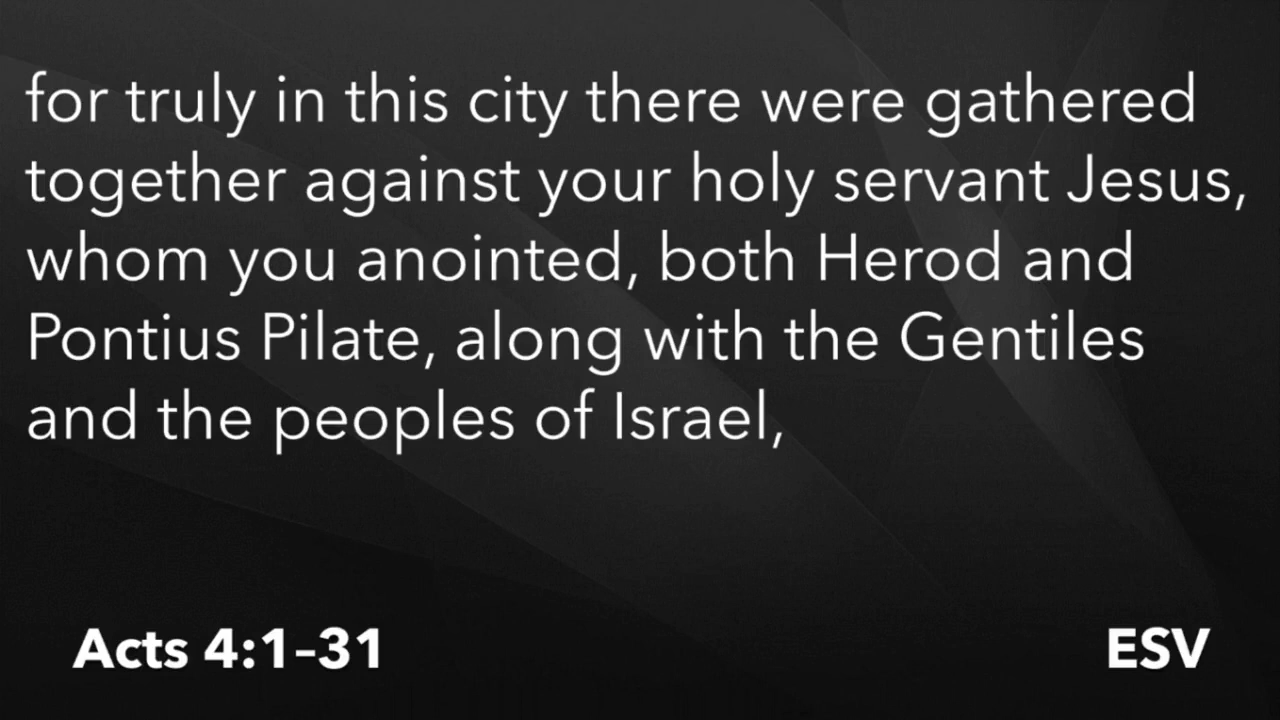 for truly in this city there were gathered
together against your holy servant Jesus,
whom you anointed, both Herod and
Pontius Pilate, along with the Gentiles
and the peoples of Israel,
Acts 4:1–31
ESV